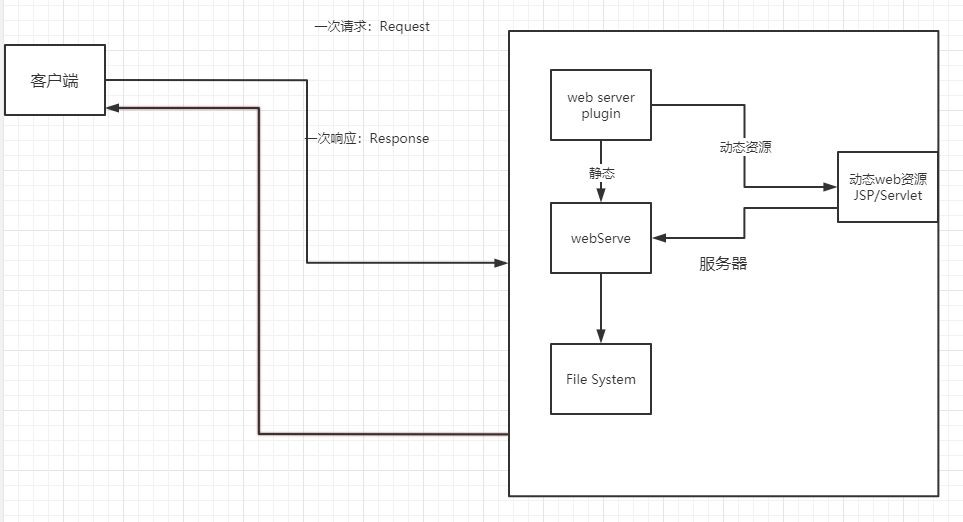 一次请求：Request
客户端
一次响应：Response
web server
plugin
动态资源
静态
动态web资源
JSP/Servlet
webServe
服务器
File System